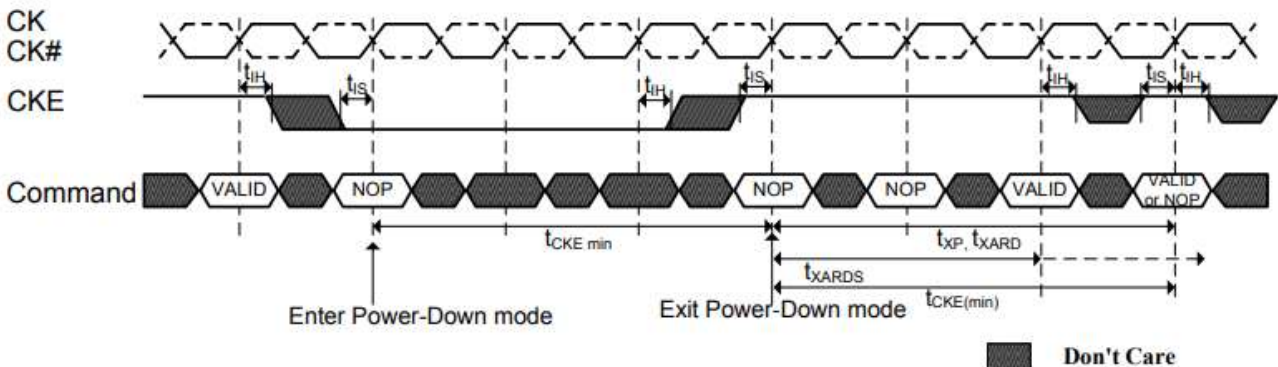 CK
CK#
tIH
tIS
tIH
tIS
tIH
tIS
tIH
CKE
Command
VALID
NOP
NOP
NOP
VALID
VALID
or NOP
tCKE min
tXP, tXARD
tXARDS
tCKE(min)
Enter Power-Down mode
Exit Power-Down mode
Don't Care